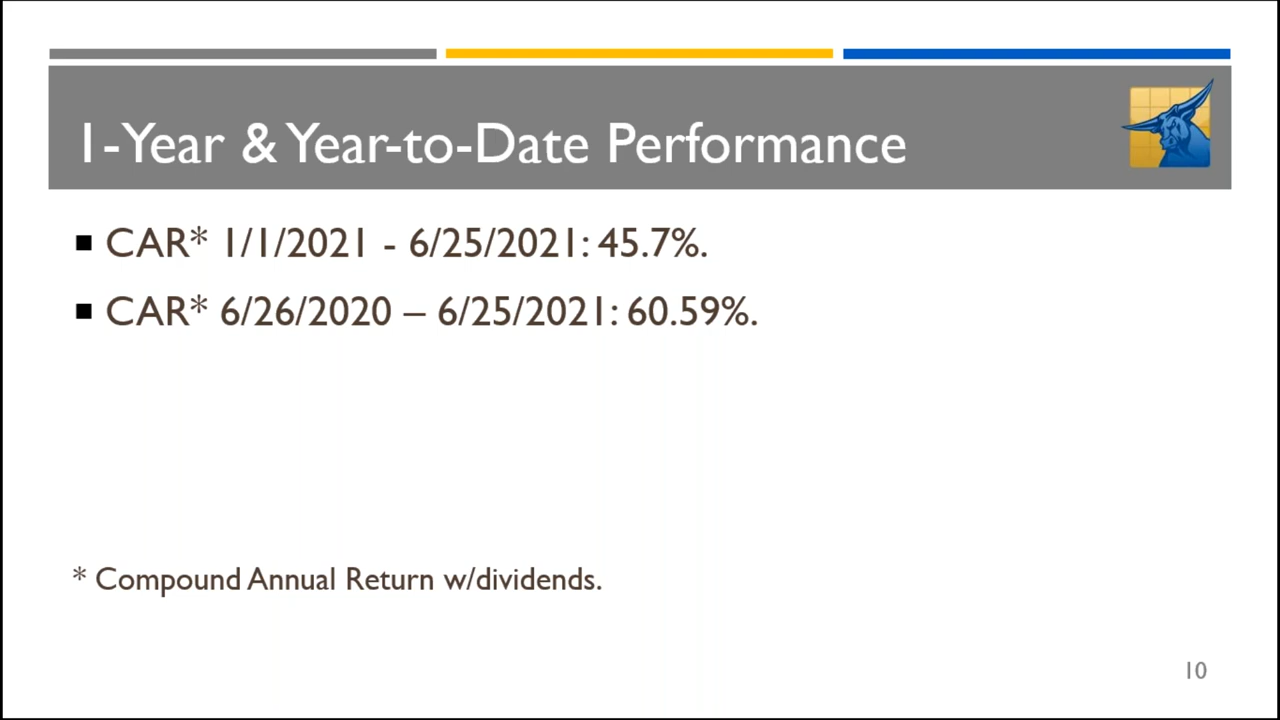 1-Year & Year-to-Date Performance
■ CAR* 1/1/2021 - 6/25/2021: 45.7%.
■ CAR* 6/26/2020 – 6/25/2021: 60.59%.
* Compound Annual Return w/dividends.
10